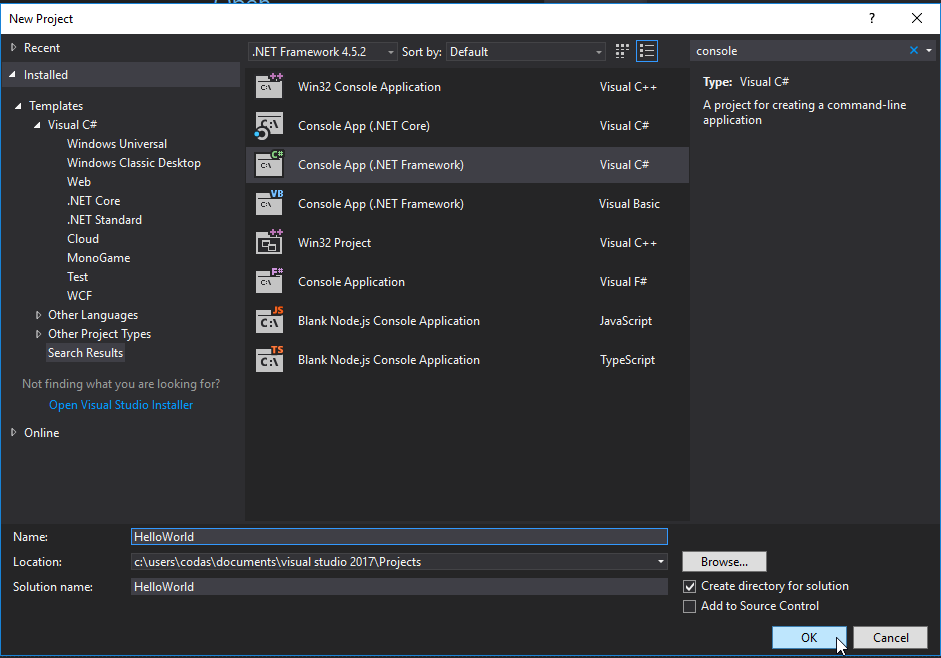 Open
New Project
?
Recent
Installed
Templates
Visual C#
Windows Universal
Windows Classic Desktop
Web
.NET Core
.NET Standard
Cloud
MonoGame
Test
WCF
Other Languages
Other Project Types
Search Results
Not finding what you are looking for?
Open Visual Studio Installer
Online
.NET Framework 4.5.2 Sort by: Default
C:\ ++ Win32 Console Application Visual C++
C:\ Console App (.NET Core) Visual C#
C:\ C# Console App (.NET Framework) Visual C#
C:\ VB Console App (.NET Framework) Visual Basic
++ Win32 Project Visual C++
C:\ F# Console Application Visual F#
C:\ JS Blank Node.js Console Application JavaScript
C:\ TS Blank Node.js Console Application TypeScript
console
Type: Visual C#
A project for creating a command-line
application
Name: HelloWorld
Location: c:\users\codas\documents\visual studio 2017\Projects Browse...
Solution name: HelloWorld
Create directory for solution
Add to Source Control
OK Cancel